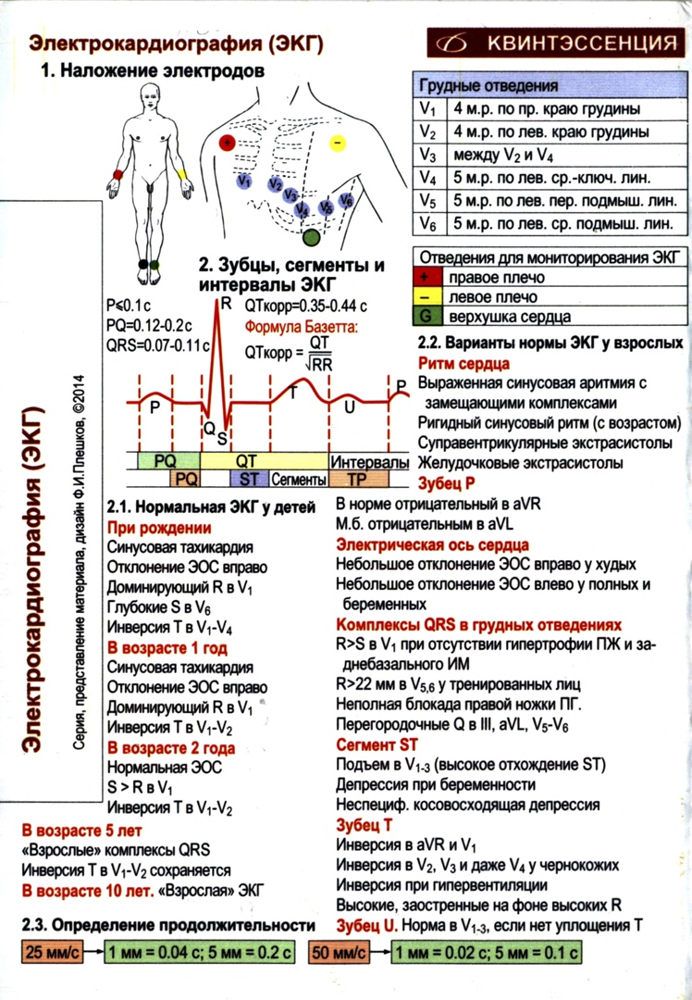 Электрокардиография (ЭКГ)
КВИНТЭССЕНЦИЯ
1. Наложение электродов
+
−
V1
V2
V3
V4
V5
V6
Грудные отведения
V1 4 м.р. по пр. краю грудины
V2 4 м.р. по лев. краю грудины
V3 между V2 и V4
V4 5 м.р. по лев. ср.-ключ. лин.
V5 5 м.р. по лев. пер. подмыш. лин.
V6 5 м.р. по лев. ср. подмыш. лин.
Отведения для мониторирования ЭКГ
+ правое плечо
− левое плечо
G верхушка сердца
2. Зубцы, сегменты и
интервалы ЭКГ
P≤0.1с
PQ=0.12-0.2с
QRS=0.07-0.11с
R
QTкорр=0.35-0.44 с
Формула Базетта:
QTкорр = QT
√RR
P
Q
S
T
U
P
PQ QT Интервалы
PQ ST Сегменты TP
2.1. Нормальная ЭКГ у детей
При рождении
Синусовая тахикардия
Отклонение ЭОС вправо
Доминирующий R в V1
Глубокие S в V6
Инверсия T в V1-V4
В возрасте 1 год
Синусовая тахикардия
Отклонение ЭОС вправо
Доминирующий R в V1
Инверсия T в V1-V2
В возрасте 2 года
Нормальная ЭОС
S > R в V1
Инверсия T в V1-V2
В возрасте 5 лет
«Взрослые» комплексы QRS
Инверсия T в V1-V2 сохраняется
В возрасте 10 лет. «Взрослая» ЭКГ
2.2. Варианты нормы ЭКГ у взрослых
Ритм сердца
Выраженная синусовая аритмия с
замещающими комплексами
Ригидный синусовый ритм (с возрастом)
Суправентрикулярные экстрасистолы
Желудочковые экстрасистолы
Зубец P
В норме отрицательный в aVR
М.б. отрицательным в aVL
Электрическая ось сердца
Небольшое отклонение ЭОС вправо у худых
Небольшое отклонение ЭОС влево у полных и
беременных
Комплексы QRS в грудных отведениях
R>S в V1 при отсутствии гипертрофии ПЖ и за-
днебазального ИМ
R>22 мм в V5,6 у тренированных лиц
Неполная блокада правой ножки ПГ.
Перегородочные Q в III, aVL, V5-V6
Сегмент ST
Подъем в V1-3 (высокое отхождение ST)
Депрессия при беременности
Неспециф. косовосходящая депрессия
Зубец T
Инверсия в aVR и V1
Инверсия в V2, V3 и даже V4 у чернокожих
Инверсия при гипервентиляции
Высокие, заостренные на фоне высоких R
Зубец U. Норма в V1-3, если нет уплощения T
2.3. Определение продолжительности
25 мм/с 1 мм = 0.04 с; 5 мм = 0.2 с
50 мм/с 1 мм = 0.02 с; 5 мм = 0.1 с
Электрокардиография (ЭКГ)
Серия, представление материала, дизайн Ф.И.Плешков, ©2014